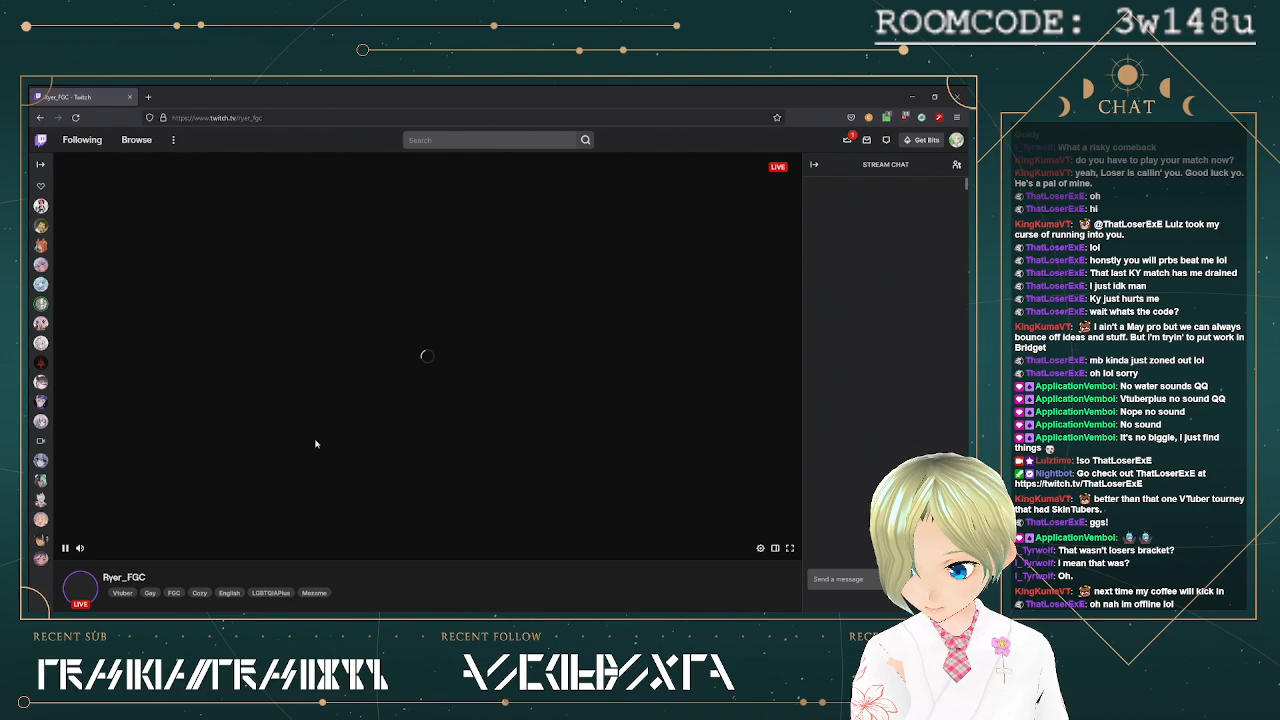 ROOMCODE: 3w148u
Ryer_FGC - Twitch
https://www.twitch.tv/ryer_fgc
Following
Browse
Search
1
Get Bits
LIVE
STREAM CHAT
Send a message
Ryer_FGC
Vtuber
Gay
FGC
Cozy
English
LGBTQIAPlus
LIVE
CHAT
What a risky comeback
KingKumaVT: do you have to play your match now?
KingKumaVT: yeah, Loser is callin' you. Good luck yo.
He's a pal of mine.
ThatLoserExE: oh
ThatLoserExE: hi
KingKumaVT: @ThatLoserExE Lulz took my
curse of running into you.
ThatLoserExE: lol
ThatLoserExE: honstly you will prbs beat me lol
ThatLoserExE: That last KY match has me drained
ThatLoserExE: I just idk man
ThatLoserExE: Ky just hurts me
ThatLoserExE: wait whats the code?
KingKumaVT: I ain't a May pro but we can always
bounce off ideas and stuff. But i'm tryin' to put work in
Bridget
ThatLoserExE: mb kinda just zoned out lol
ThatLoserExE: oh lol sorry
ApplicationVemboi: No water sounds QQ
ApplicationVemboi: Vtuberplus no sound QQ
ApplicationVemboi: Nope no sound
ApplicationVemboi: No sound
ApplicationVemboi: It's no biggie, I just find
things
Lulztime: !so ThatLoserExE
Nightbot: Go check out ThatLoserExE at
https://twitch.tv/ThatLoserExE
KingKumaVT: better than that one VTuber tourney
that had SkinTubers.
ThatLoserExE: ggs!
ApplicationVemboi:
I_Tyrwolf: That wasn't losers bracket?
I_Tyrwolf: I mean that was?
I_Tyrwolf: Oh.
KingKumaVT: next time my coffee will kick in
ThatLoserExE: oh nah im offline lol
RECENT SUB
RECENT FOLLOW